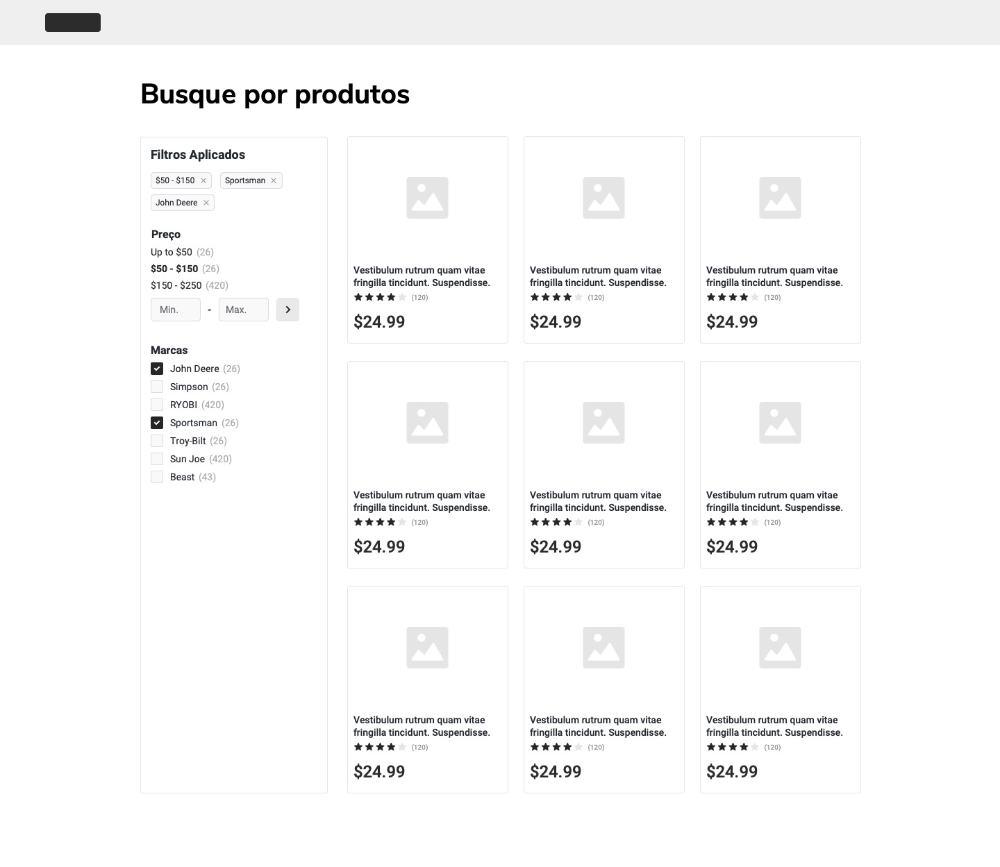 Busque por produtos
Filtros Aplicados
$50 - $150
Sportsman
John Deere
Preço
Up to $50 (26)
$50 - $150 (26)
$150 - $250 (420)
Min. - Max.
Marcas
John Deere (26)
Simpson (26)
RYOBI (420)
Sportsman (26)
Troy-Bilt (26)
Sun Joe (420)
Beast (43)
Vestibulum rutrum quam vitae
fringilla tincidunt. Suspendisse.
(120)
$24.99
Vestibulum rutrum quam vitae
fringilla tincidunt. Suspendisse.
(120)
$24.99
Vestibulum rutrum quam vitae
fringilla tincidunt. Suspendisse.
(120)
$24.99
Vestibulum rutrum quam vitae
fringilla tincidunt. Suspendisse.
(120)
$24.99
Vestibulum rutrum quam vitae
fringilla tincidunt. Suspendisse.
(120)
$24.99
Vestibulum rutrum quam vitae
fringilla tincidunt. Suspendisse.
(120)
$24.99
Vestibulum rutrum quam vitae
fringilla tincidunt. Suspendisse.
(120)
$24.99
Vestibulum rutrum quam vitae
fringilla tincidunt. Suspendisse.
(120)
$24.99
Vestibulum rutrum quam vitae
fringilla tincidunt. Suspendisse.
(120)
$24.99